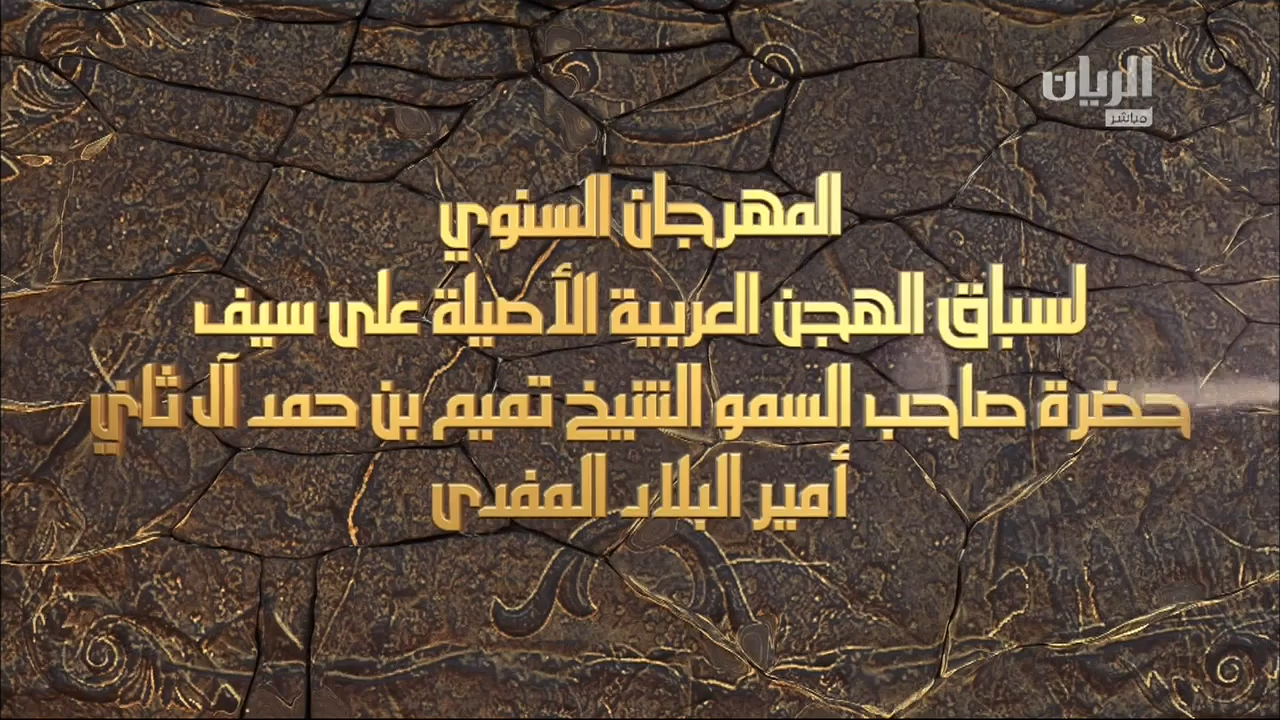 الريان
مباشر
المهرجان السنوي
لسباق الهجن العربية الأصيلة على سيف
حضرة صاحب السمو الشيخ تميم بن حمد آل ثاني
أمير البلاد المفدى